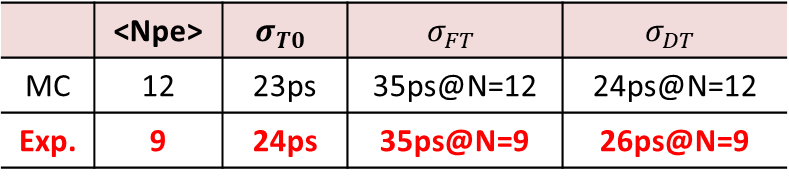 <Npe> σT0 σFT σDT
MC 12 23ps 35ps@N=12 24ps@N=12
Exp. 9 24ps 35ps@N=9 26ps@N=9